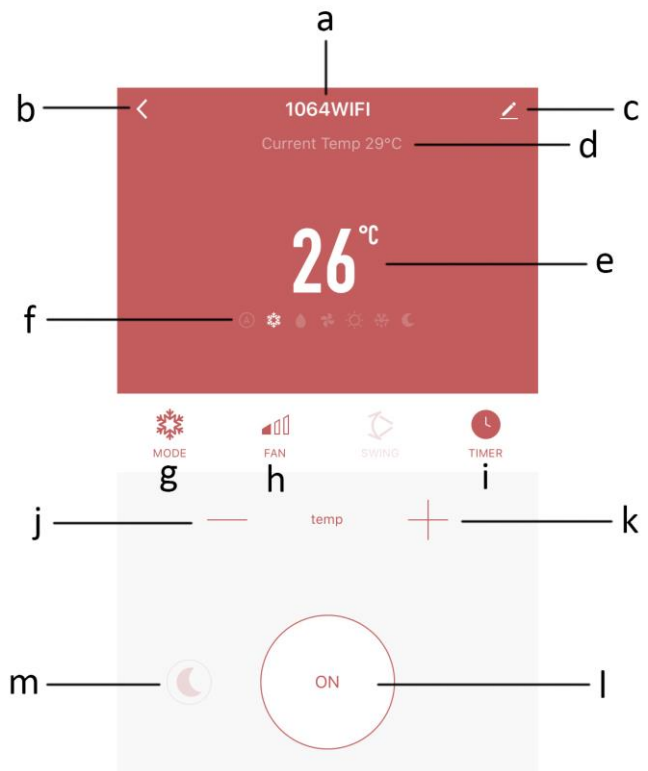 a
b
1064WIFI
c
Current Temp 29°C
d
26°C
e
f
MODE
FAN
SWING
TIMER
g
h
i
j
temp
k
m
ON
l